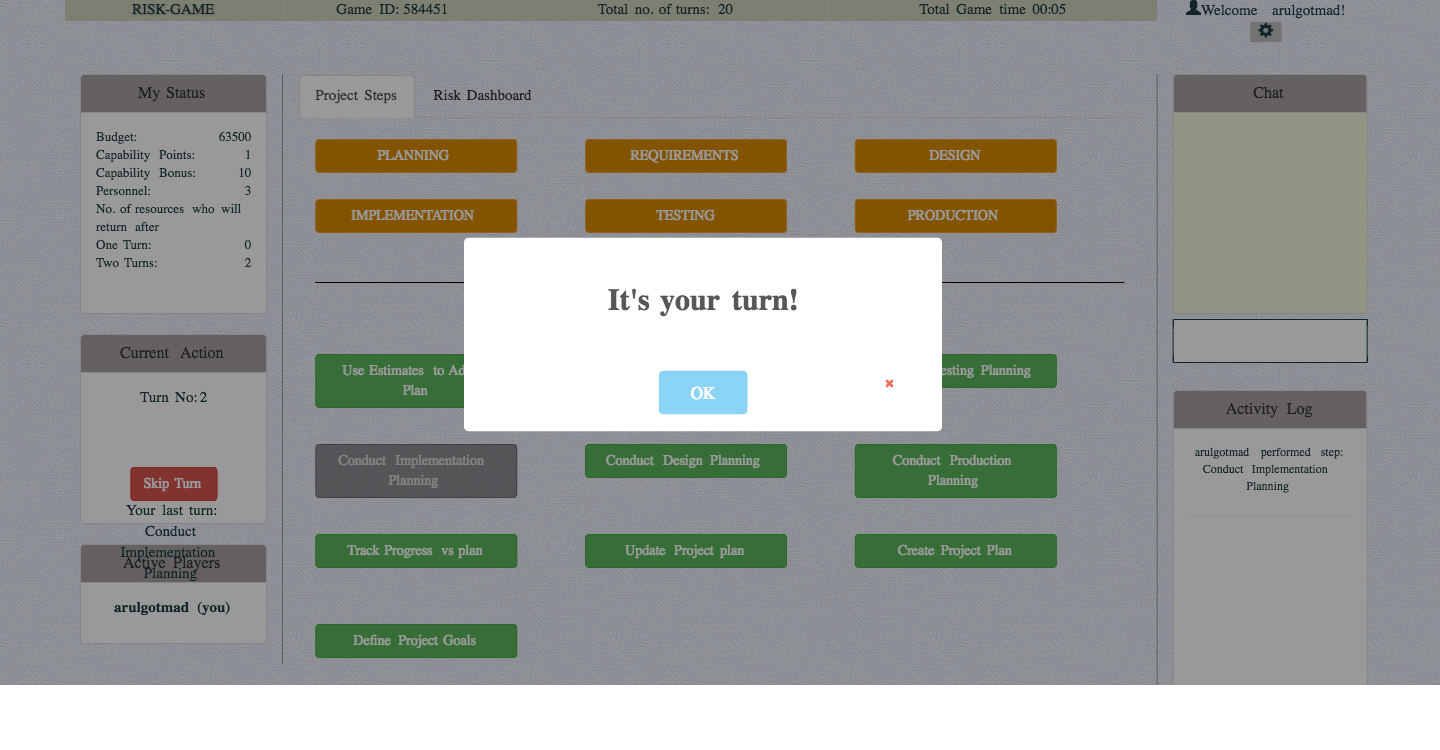 RISK-GAME
Game ID: 584451
Total no. of turns: 20
Total Game time 00:05
Welcome arulgotmad!
My Status
Budget: 63500
Capability Points: 1
Capability Bonus: 10
Personnel: 3
No. of resources who will
return after
One Turn: 0
Two Turns: 2
Current Action
Turn No: 2
Skip Turn
Your last turn:
Conduct
Implementation
Planning
Active Players
arulgotmad (you)
Project Steps
Risk Dashboard
PLANNING
REQUIREMENTS
DESIGN
IMPLEMENTATION
TESTING
PRODUCTION
It's your turn!
OK
Use Estimates to Ad
Plan
esting Planning
Conduct Implementation
Planning
Conduct Design Planning
Conduct Production
Planning
Track Progress vs plan
Update Project plan
Create Project Plan
Define Project Goals
Chat
Activity Log
arulgotmad performed step:
Conduct Implementation
Planning